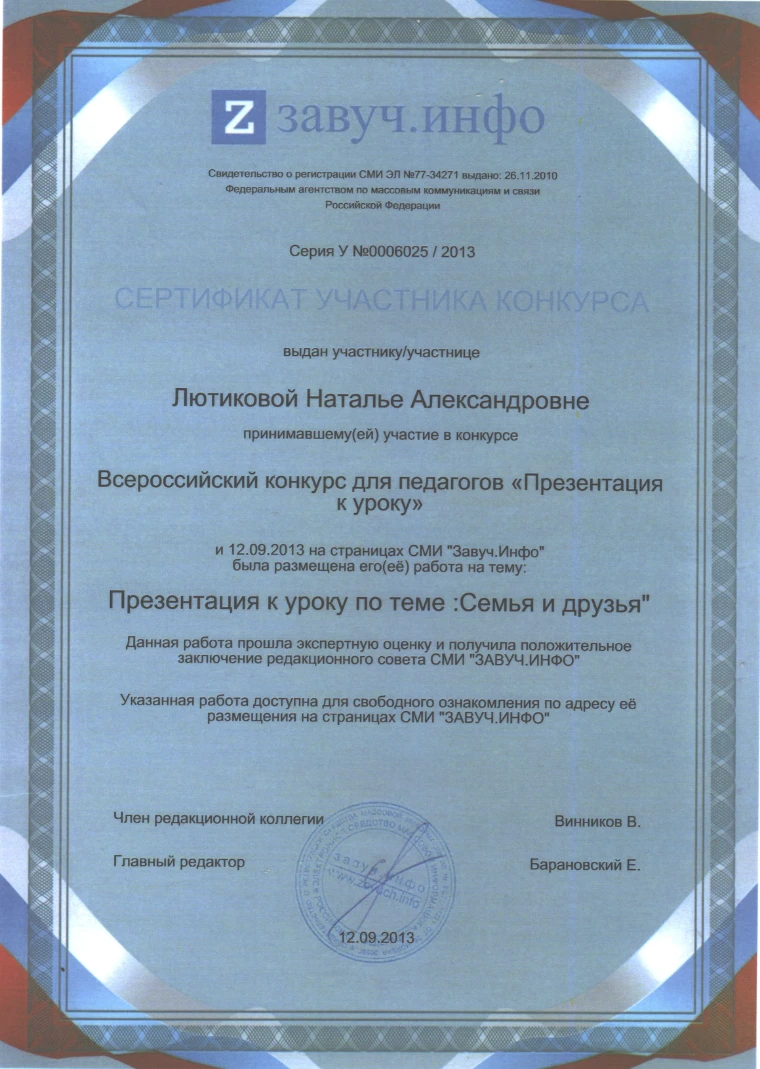 Z завуч.инфо
Свидетельство о регистрации СМИ ЭЛ №77-34271 выдано: 26.11.2010
Федеральным агентством по массовым коммуникациям и связи
Российской Федерации
Серия У №0006025 / 2013
СЕРТИФИКАТ УЧАСТНИКА КОНКУРСА
выдан участнику/участнице
Лютиковой Наталье Александровне
принимавшему(ей) участие в конкурсе
Всероссийский конкурс для педагогов «Презентация
к уроку»
и 12.09.2013 на страницах СМИ "Завуч.Инфо"
была размещена его(её) работа на тему:
Презентация к уроку по теме :Семья и друзья"
Данная работа прошла экспертную оценку и получила положительное
заключение редакционного совета СМИ "ЗАВУЧ.ИНФО"
Указанная работа доступна для свободного ознакомления по адресу её
размещения на страницах СМИ "ЗАВУЧ.ИНФО"
Член редакционной коллегии Винников В.
Главный редактор Барановский Е.
завуч.инфо
www.zavuch.info
12.09.2013